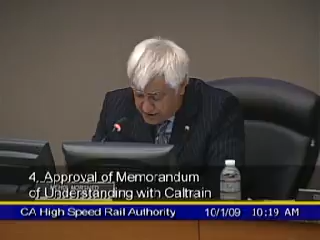 4, Approval of Memorandum
of Understanding with Caltrain
CA High Speed Rail Authority 10/1/09 10:19 AM